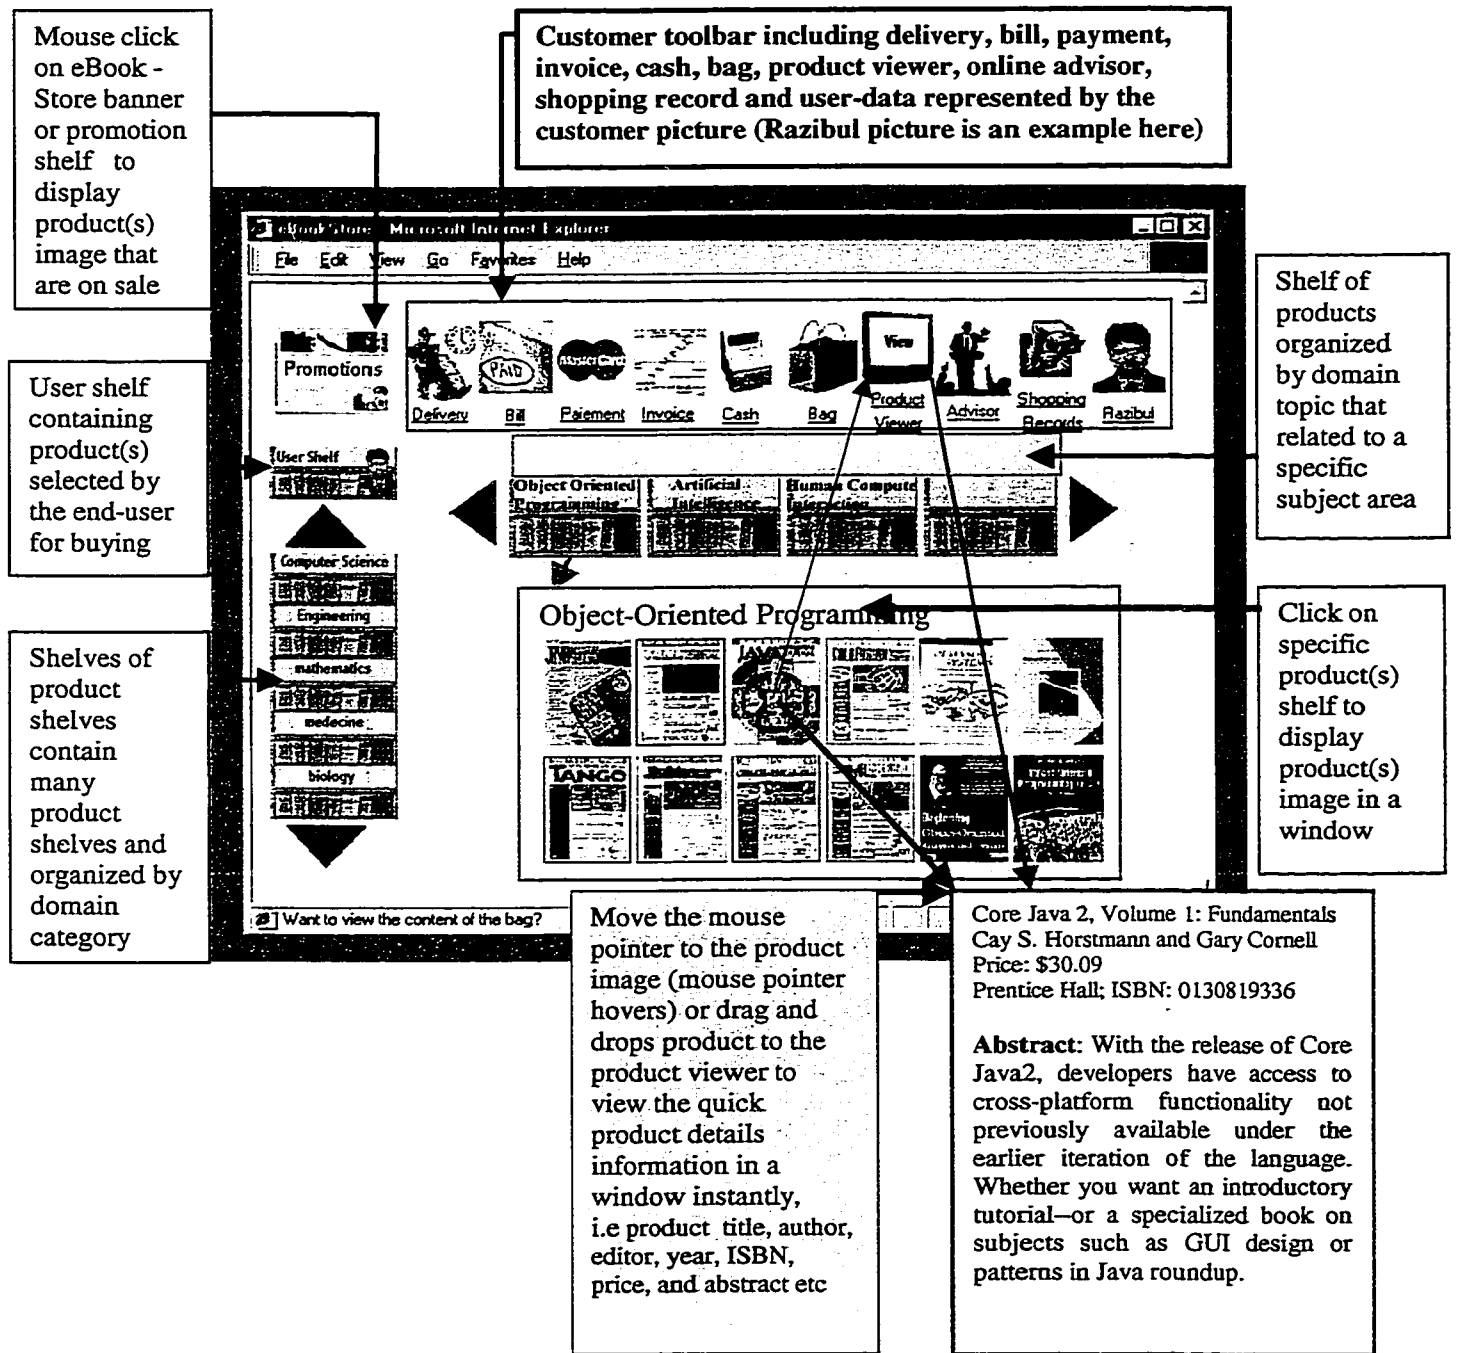 Mouse click
on eBook -
Store banner
or promotion
shelf to
display
product(s)
image that
are on sale
Customer toolbar including delivery, bill, payment,
invoice, cash, bag, product viewer, online advisor,
shopping record and user-data represented by the
customer picture (Razibul picture is an example here)
eBookStore - Microsoft Internet Explorer
File Edit View Go Favorites Help
Promotions
PAID
MasterCard
View
Delivery
Bill
Paiement
Invoice
Cash
Bag
Product
Viewer
Advisor
Shopping
Records
Razibul
User shelf
containing
product(s)
selected by
the end-user
for buying
User Shelf
Object Oriented
Programming
Artificial
Intelligence
Human Compute
Interaction
Shelf of
products
organized
by domain
topic that
related to a
specific
subject area
Shelves of
product
shelves
contain
many
product
shelves and
organized by
domain
category
Computer Science
Engineering
mathematics
medecine
biology
Object-Oriented Programming
JAVA
TANGO
Beginning
Click on
specific
product(s)
shelf to
display
product(s)
image in a
window
Want to view the content of the bag?
Move the mouse
pointer to the product
image (mouse pointer
hovers) or drag and
drops product to the
product viewer to
view the quick
product details
information in a
window instantly,
i.e product title, author,
editor, year, ISBN,
price, and abstract etc
Core Java 2, Volume 1: Fundamentals
Cay S. Horstmann and Gary Cornell
Price: $30.09
Prentice Hall; ISBN: 0130819336
Abstract: With the release of Core
Java2, developers have access to
cross-platform functionality not
previously available under the
earlier iteration of the language.
Whether you want an introductory
tutorial—or a specialized book on
subjects such as GUI design or
patterns in Java roundup.